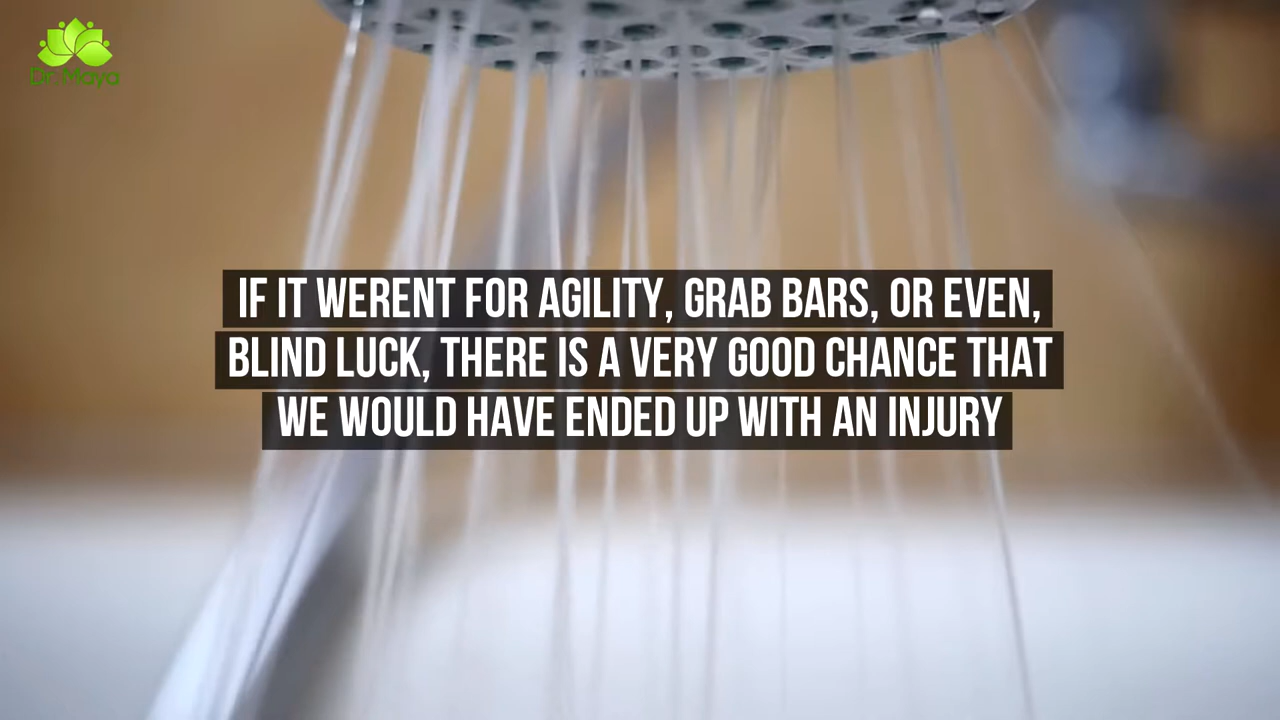 Dr. Maya
IF IT WERENT FOR AGILITY, GRAB BARS, OR EVEN,
BLIND LUCK, THERE IS A VERY GOOD CHANCE THAT
WE WOULD HAVE ENDED UP WITH AN INJURY